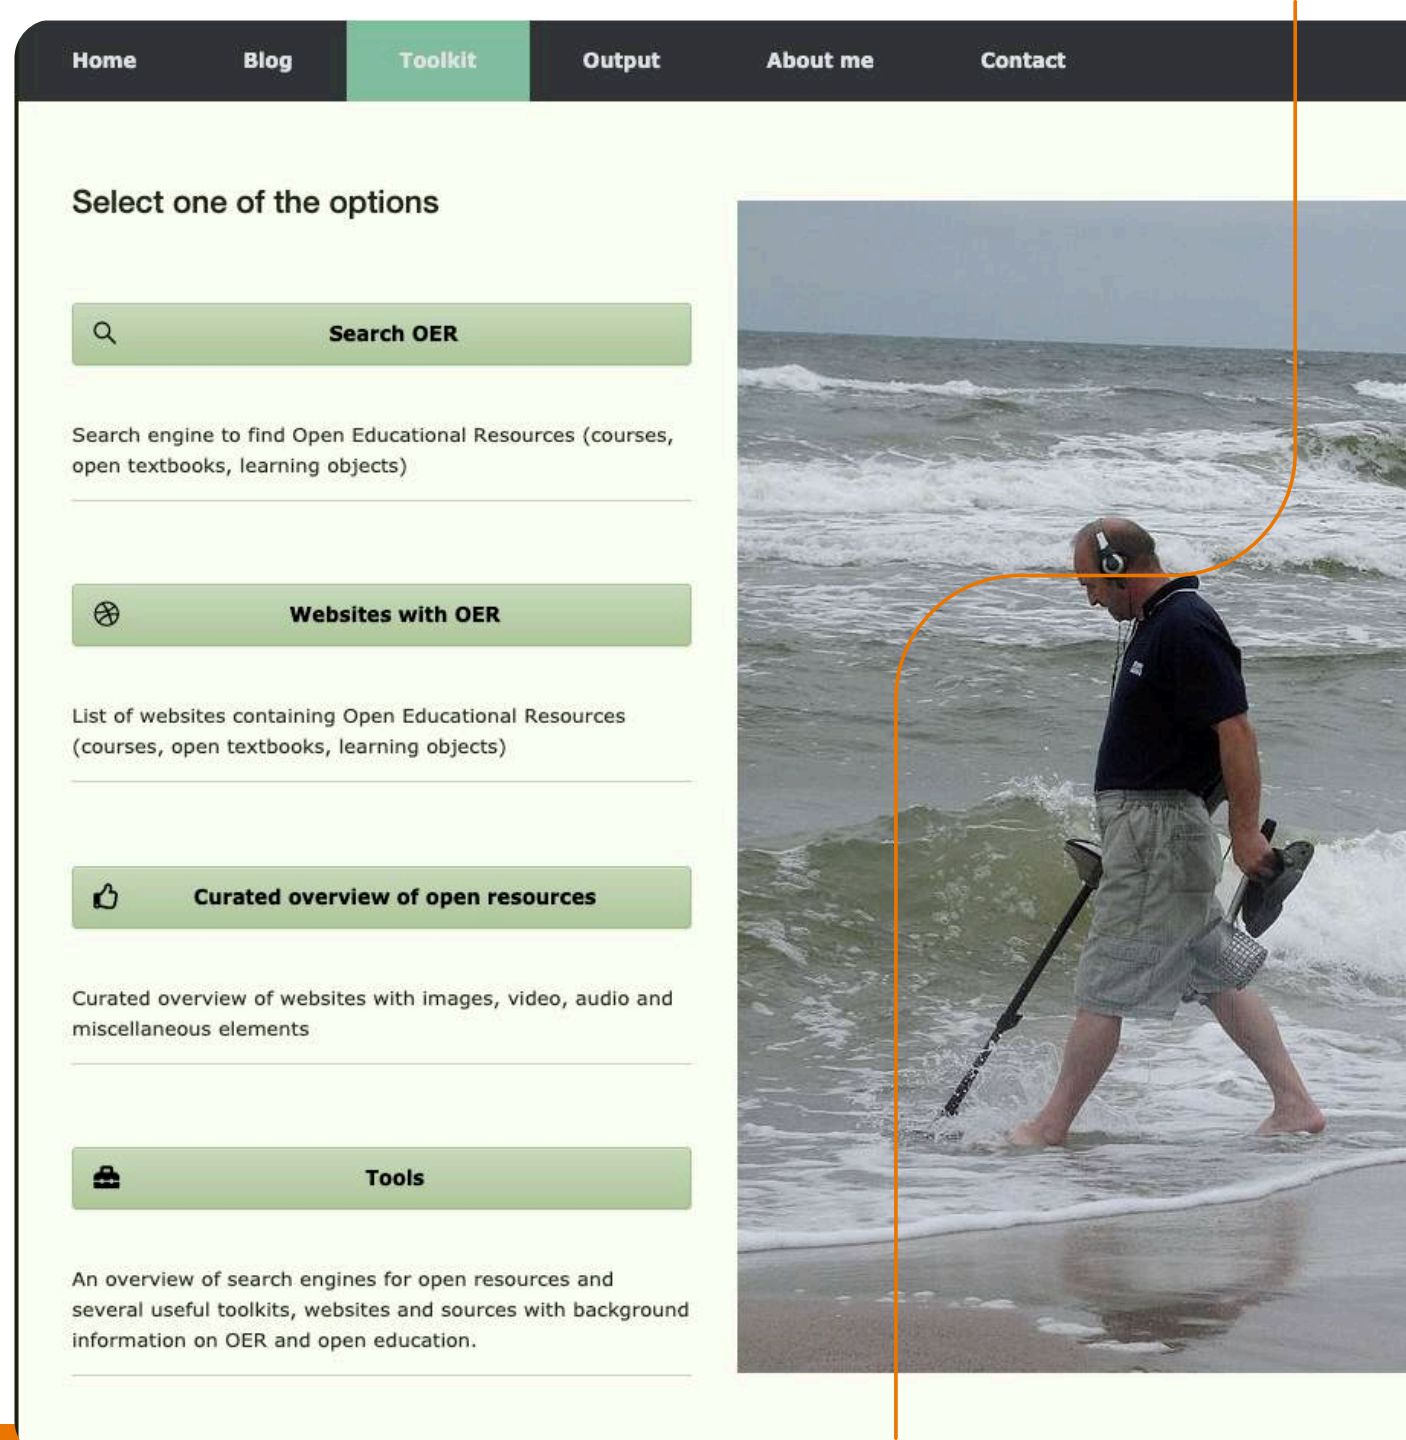 Home Blog Toolkit Output About me Contact
Select one of the options
Search OER
Search engine to find Open Educational Resources (courses,
open textbooks, learning objects)
Websites with OER
List of websites containing Open Educational Resources
(courses, open textbooks, learning objects)
Curated overview of open resources
Curated overview of websites with images, video, audio and
miscellaneous elements
Tools
An overview of search engines for open resources and
several useful toolkits, websites and sources with background
information on OER and open education.